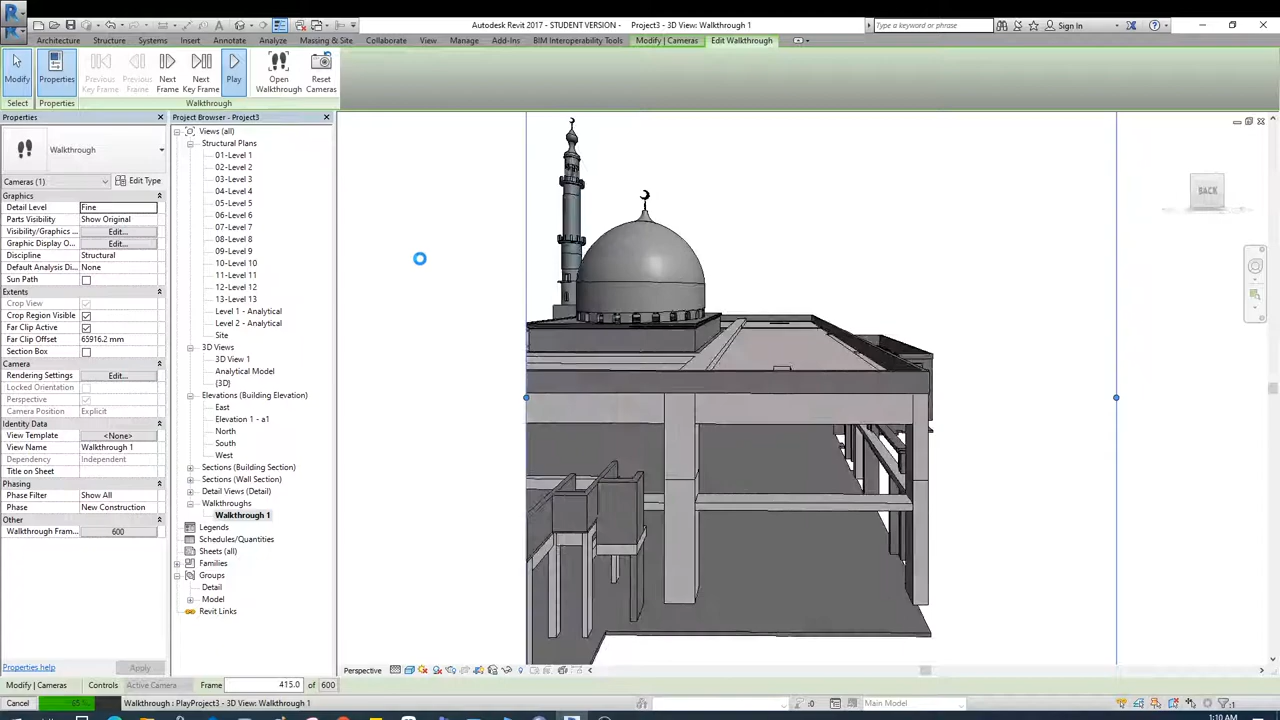 Autodesk Revit 2017 - STUDENT VERSION - Project3 - 3D View: Walkthrough 1
Type a keyword or phrase
Sign In
Architecture Structure Systems Insert Annotate Analyze Massing & Site Collaborate View Manage Add-Ins BIM Interoperability Tools Modify | Cameras Edit Walkthrough
Modify Properties Previous Key Frame Previous Frame Next Frame Next Key Frame Play Open Walkthrough Reset Cameras
Select Properties Walkthrough
Properties
Walkthrough
Cameras (1) Edit Type
Graphics
Detail Level Fine
Parts Visibility Show Original
Visibility/Graphics ... Edit...
Graphic Display O... Edit...
Discipline Structural
Default Analysis Di... None
Sun Path
Extents
Crop View
Crop Region Visible
Far Clip Active
Far Clip Offset 65916.2 mm
Section Box
Camera
Rendering Settings Edit...
Locked Orientation
Perspective
Camera Position Explicit
Identity Data
View Template <None>
View Name Walkthrough 1
Dependency Independent
Title on Sheet
Phasing
Phase Filter Show All
Phase New Construction
Other
Walkthrough Fram... 600
Properties help Apply
Project Browser - Project3
Views (all)
Structural Plans
01-Level 1
02-Level 2
03-Level 3
04-Level 4
05-Level 5
06-Level 6
07-Level 7
08-Level 8
09-Level 9
10-Level 10
11-Level 11
12-Level 12
13-Level 13
Level 1 - Analytical
Level 2 - Analytical
Site
3D Views
3D View 1
Analytical Model
{3D}
Elevations (Building Elevation)
East
Elevation 1 - a1
North
South
West
Sections (Building Section)
Sections (Wall Section)
Detail Views (Detail)
Walkthroughs
Walkthrough 1
Legends
Schedules/Quantities
Sheets (all)
Families
Groups
Detail
Model
Revit Links
BACK
Perspective
Modify | Cameras Controls Active Camera Frame 415.0 of 600
Cancel 65 % Walkthrough : PlayProject3 - 3D View: Walkthrough 1 :0 Main Model :1
1:10 AM